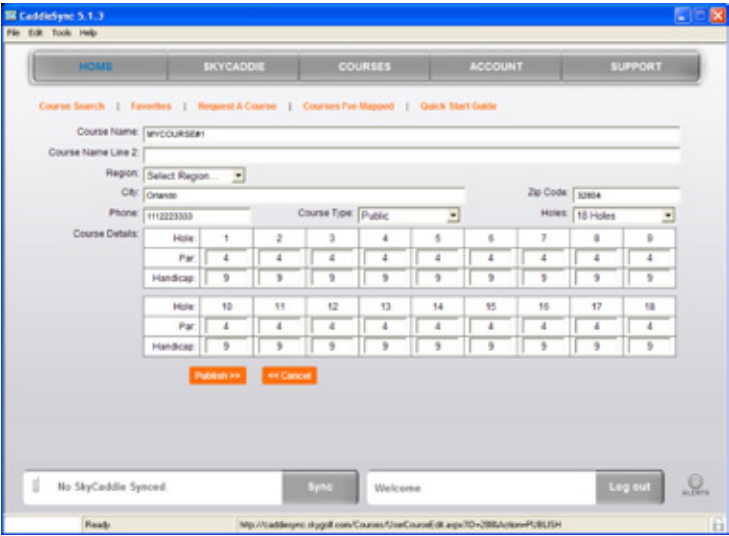 CaddieSync 5.1.3
File Edit Tools Help
HOME SKYCADDIE COURSES ACCOUNT SUPPORT
Course Search | Favorites | Request A Course | Courses I've Mapped | Quick Start Guide
Course Name: MYCOURSE#1
Course Name Line 2:
Region: Select Region...
City: Orlando Zip Code: 32804
Phone: 1112223333 Course Type: Public Holes: 18 Holes
Course Details:
Hole: 1 2 3 4 5 6 7 8 9
Par: 4 4 4 4 4 4 4 4 4
Handicap: 9 9 9 9 9 9 9 9 9
Hole: 10 11 12 13 14 15 16 17 18
Par: 4 4 4 4 4 4 4 4 4
Handicap: 9 9 9 9 9 9 9 9 9
Publish >> << Cancel
No SkyCaddie Synced Sync Welcome Log out ALERTS
Ready. http://caddiesync.skygolf.com/Courses/UserCourseEdit.aspx?ID=288&Action=PUBLISH